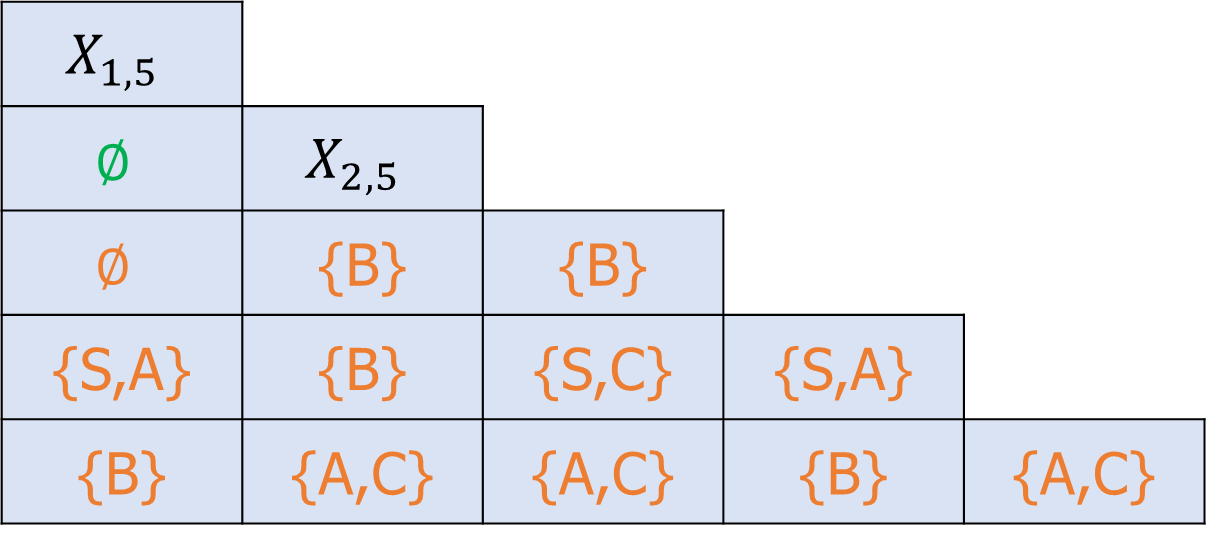 X₁,₅
∅ X₂,₅
∅ {B} {B}
{S,A} {B} {S,C} {S,A}
{B} {A,C} {A,C} {B} {A,C}